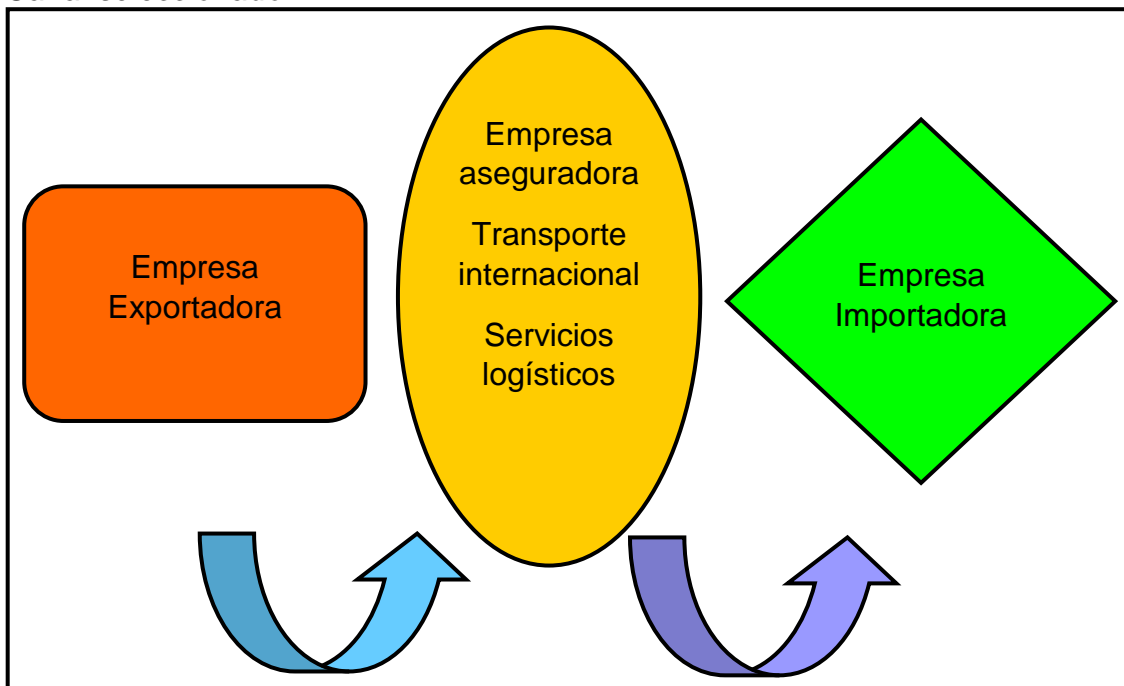 Empresa
Exportadora
Empresa
aseguradora
Transporte
internacional
Servicios
logísticos
Empresa
Importadora